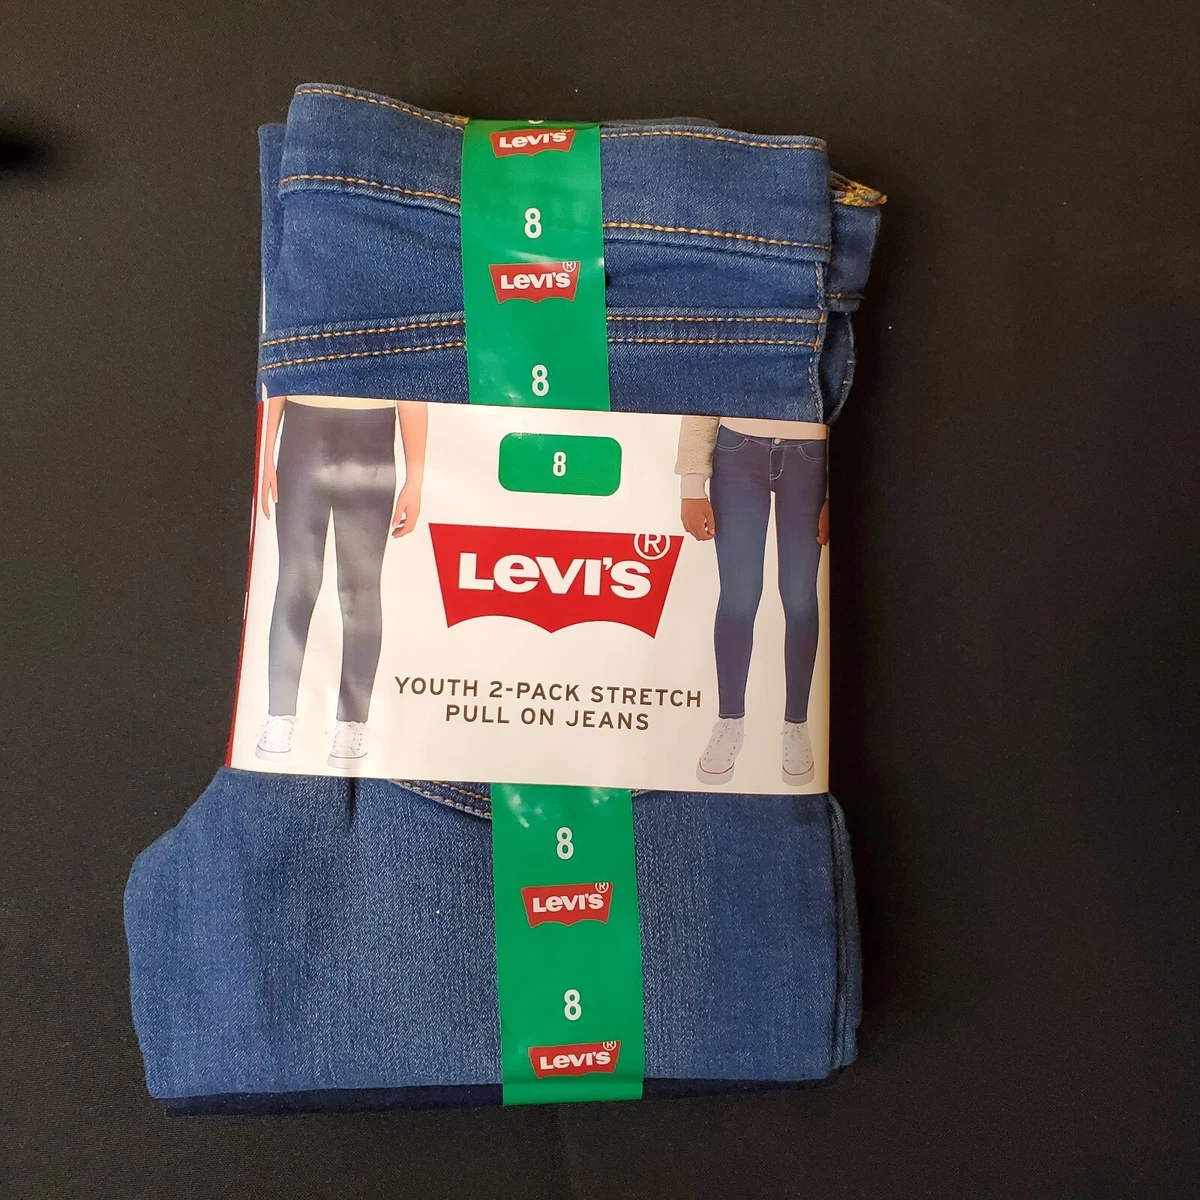 LEVI'S
8
LEVI'S ®
8
8
LEVI'S ®
YOUTH 2-PACK STRETCH
PULL ON JEANS
8
LEVI'S ®
8
LEVI'S ®